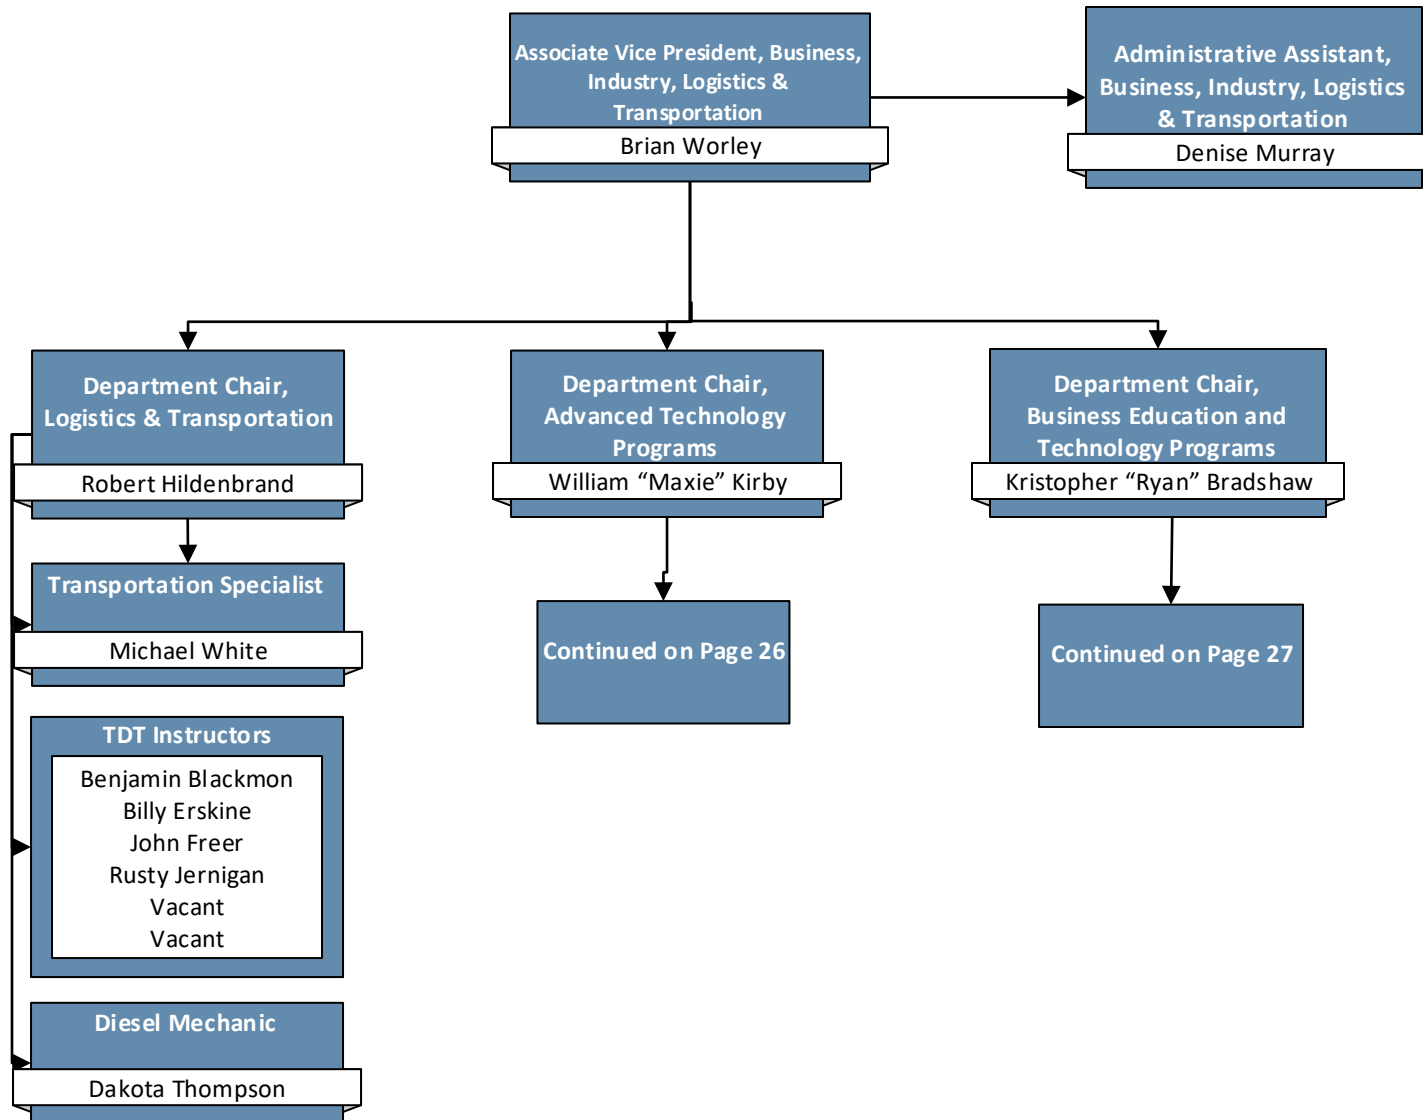 Associate Vice President, Business,
Industry, Logistics &
Transportation
Brian Worley
Administrative Assistant,
Business, Industry, Logistics
& Transportation
Denise Murray
Department Chair,
Logistics & Transportation
Robert Hildenbrand
Department Chair,
Advanced Technology
Programs
William “Maxie” Kirby
Department Chair,
Business Education and
Technology Programs
Kristopher “Ryan” Bradshaw
Transportation Specialist
Michael White
Continued on Page 26
Continued on Page 27
TDT Instructors
Benjamin Blackmon
Billy Erskine
John Freer
Rusty Jernigan
Vacant
Vacant
Diesel Mechanic
Dakota Thompson